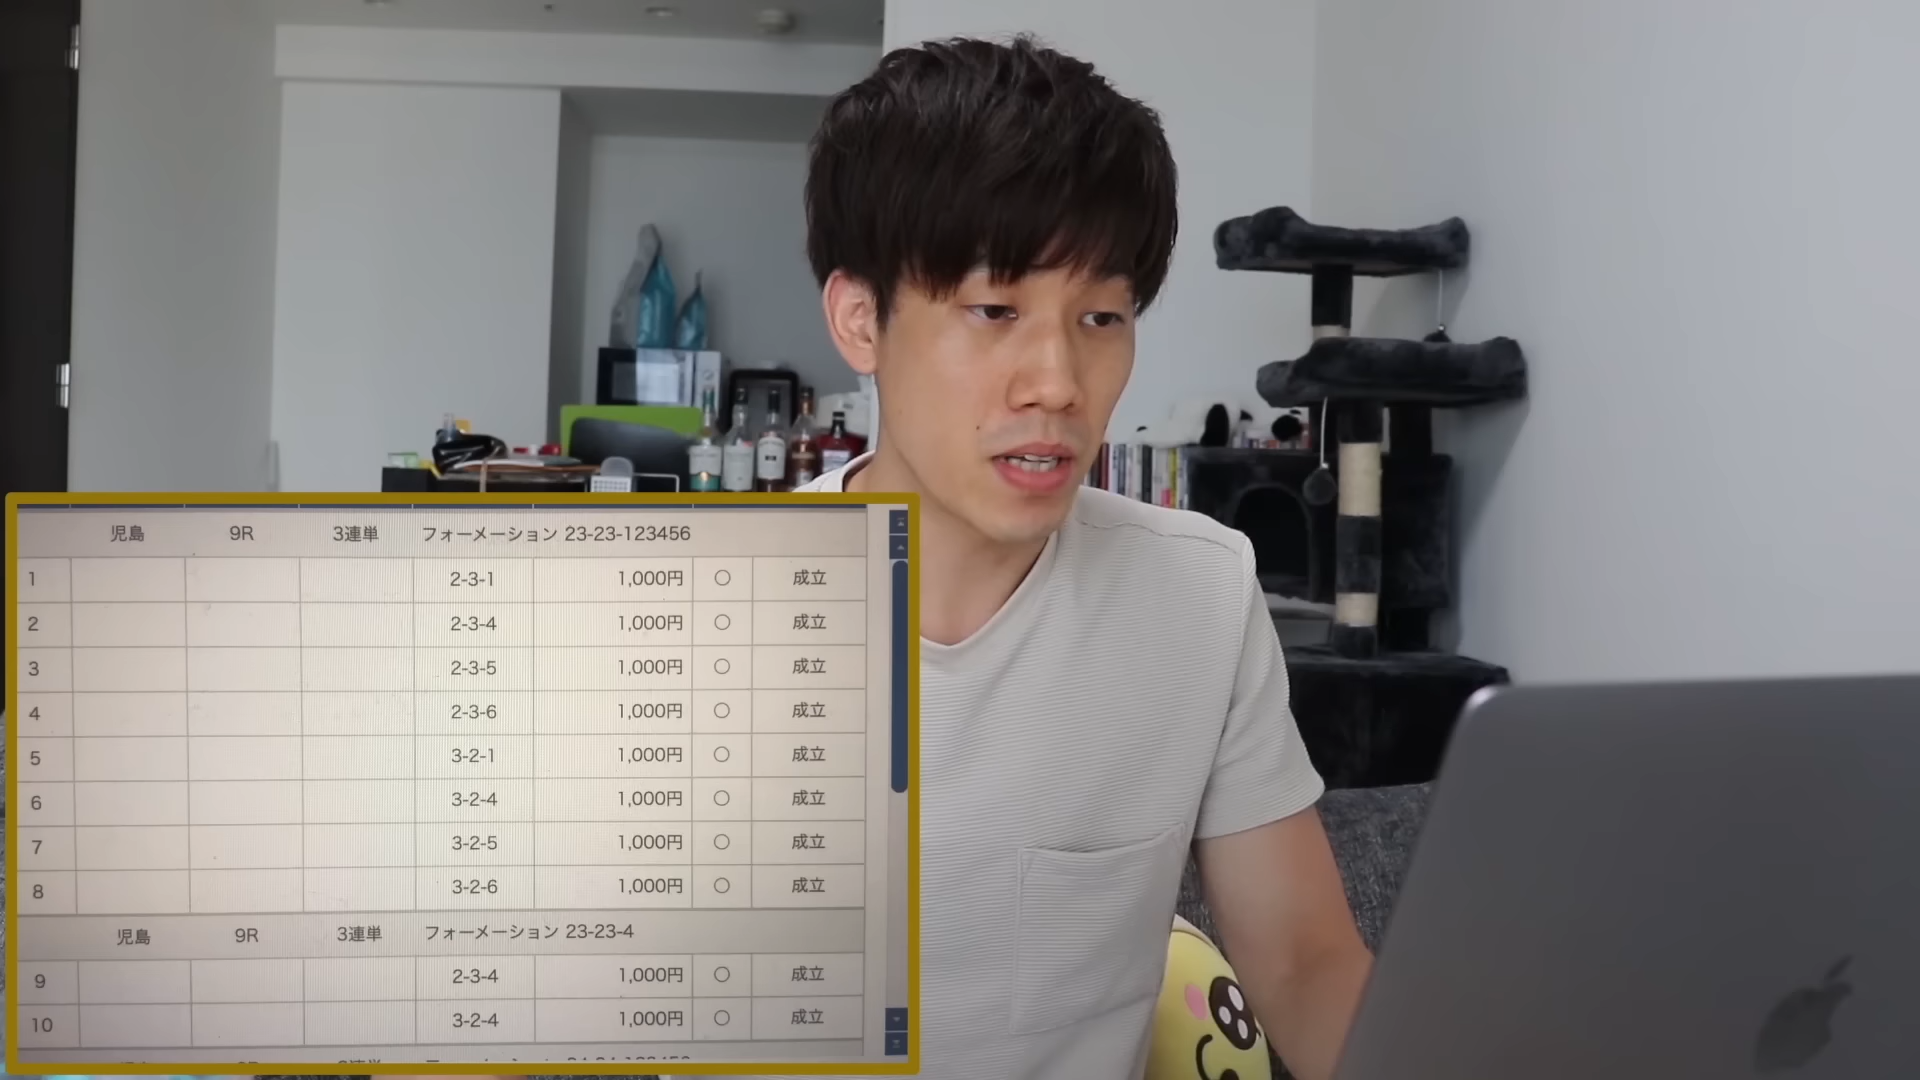 児島 9R 3連単 フォーメーション 23-23-123456
1 2-3-1 1,000円 ○ 成立
2 2-3-4 1,000円 ○ 成立
3 2-3-5 1,000円 ○ 成立
4 2-3-6 1,000円 ○ 成立
5 3-2-1 1,000円 ○ 成立
6 3-2-4 1,000円 ○ 成立
7 3-2-5 1,000円 ○ 成立
8 3-2-6 1,000円 ○ 成立
児島 9R 3連単 フォーメーション 23-23-4
9 2-3-4 1,000円 ○ 成立
10 3-2-4 1,000円 ○ 成立